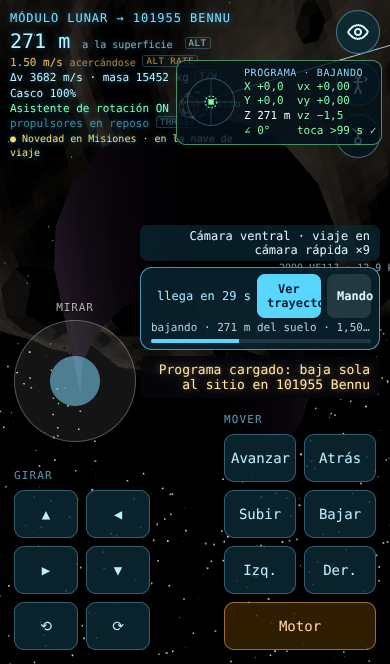 MÓDULO LUNAR → 101955 BENNU
271 m a la superficie ALT
1.50 m/s acercándose ALT RATE
Δv 3682 m/s · masa 15452 kg
Casco 100%
Asistente de rotación ON
propulsores en reposo
● Novedad en Misiones · en la nave de
viaje
PROGRAMA · BAJANDO
X +0,0 vx +0,00
Y +0,0 vy +0,00
Z 271 m vz −1,5
∠ 0° toca >99 s ✓
Cámara ventral · viaje en
cámara rápida ×9
llega en 29 s
Ver
trayecto
Mando
bajando · 271 m del suelo · 1,50…
Programa cargado: baja sola
al sitio en 101955 Bennu
MIRAR
MOVER
Avanzar Atrás
GIRAR
▲ ◄
Subir Bajar
► ▼
Izq. Der.
⟲ ⟳
Motor